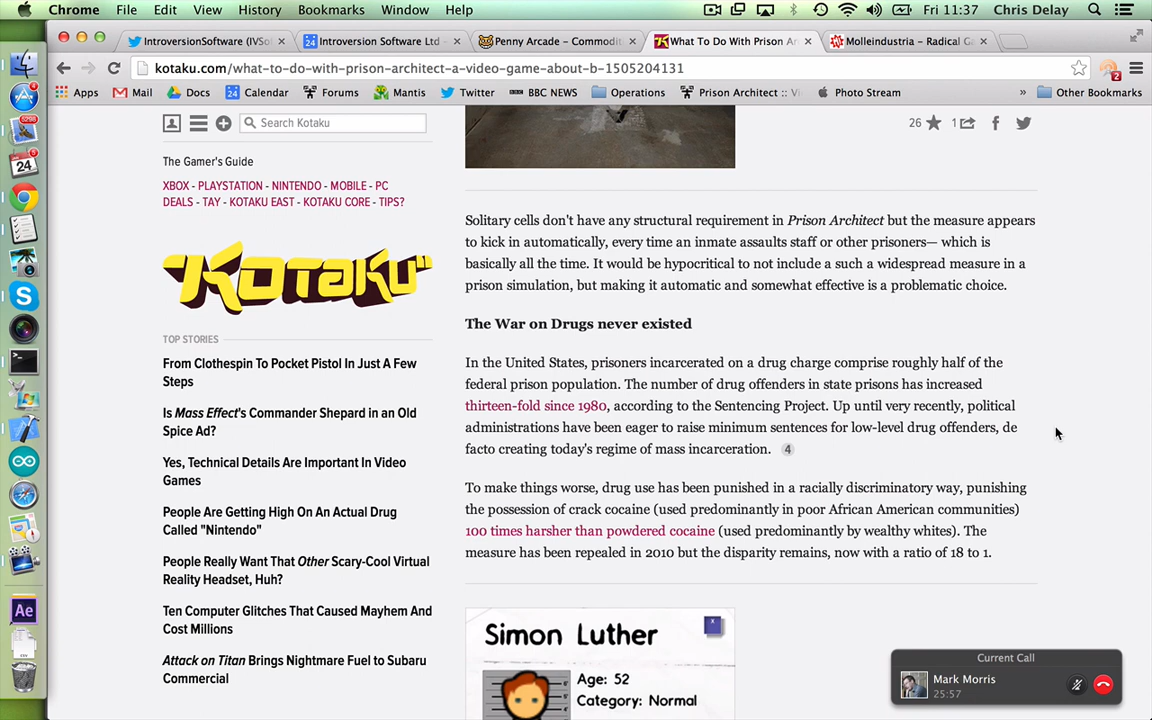 Chrome File Edit View History Bookmarks Window Help Fri 11:37 Chris Delay
IntroversionSoftware (IVSo
Introversion Software Ltd -
Penny Arcade – Commodit
What To Do With Prison Ar
Molleindustria – Radical Ga
kotaku.com/what-to-do-with-prison-architect-a-video-game-about-b-1505204131
Apps Mail Docs Calendar Forums Mantis Twitter BBC NEWS Operations Prison Architect :: Vi Photo Stream » Other Bookmarks
Search Kotaku
26 1
The Gamer's Guide
XBOX - PLAYSTATION - NINTENDO - MOBILE - PC
DEALS - TAY - KOTAKU EAST - KOTAKU CORE - TIPS?
KOTAKU
TOP STORIES
From Clothespin To Pocket Pistol In Just A Few
Steps
Is Mass Effect's Commander Shepard in an Old
Spice Ad?
Yes, Technical Details Are Important In Video
Games
People Are Getting High On An Actual Drug
Called "Nintendo"
People Really Want That Other Scary-Cool Virtual
Reality Headset, Huh?
Ten Computer Glitches That Caused Mayhem And
Cost Millions
Attack on Titan Brings Nightmare Fuel to Subaru
Commercial
Solitary cells don't have any structural requirement in Prison Architect but the measure appears
to kick in automatically, every time an inmate assaults staff or other prisoners— which is
basically all the time. It would be hypocritical to not include a such a widespread measure in a
prison simulation, but making it automatic and somewhat effective is a problematic choice.
The War on Drugs never existed
In the United States, prisoners incarcerated on a drug charge comprise roughly half of the
federal prison population. The number of drug offenders in state prisons has increased
thirteen-fold since 1980, according to the Sentencing Project. Up until very recently, political
administrations have been eager to raise minimum sentences for low-level drug offenders, de
facto creating today's regime of mass incarceration. 4
To make things worse, drug use has been punished in a racially discriminatory way, punishing
the possession of crack cocaine (used predominantly in poor African American communities)
100 times harsher than powdered cocaine (used predominantly by wealthy whites). The
measure has been repealed in 2010 but the disparity remains, now with a ratio of 18 to 1.
Simon Luther
Age: 52
Category: Normal
Current Call
Mark Morris
25:57
Ae